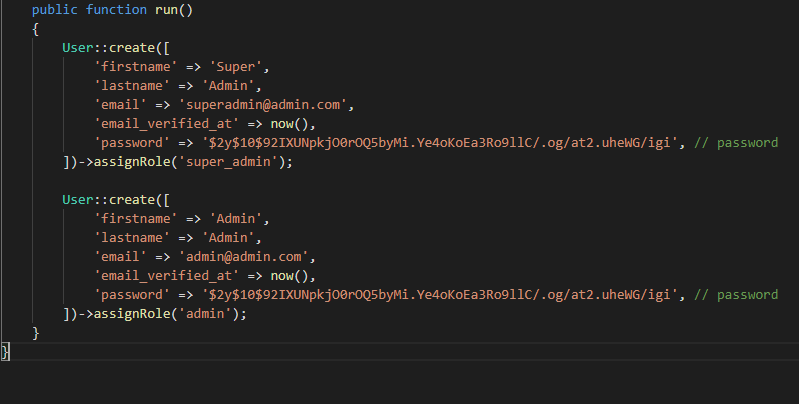 public function run()
{
User::create([
'firstname' => 'Super',
'lastname' => 'Admin',
'email' => 'superadmin@admin.com',
'email_verified_at' => now(),
'password' => '$2y$10$92IXUNpkjO0rOQ5byMi.Ye4oKoEa3Ro9llC/.og/at2.uheWG/igi', // password
])->assignRole('super_admin');
User::create([
'firstname' => 'Admin',
'lastname' => 'Admin',
'email' => 'admin@admin.com',
'email_verified_at' => now(),
'password' => '$2y$10$92IXUNpkjO0rOQ5byMi.Ye4oKoEa3Ro9llC/.og/at2.uheWG/igi', // password
])->assignRole('admin');
}
}